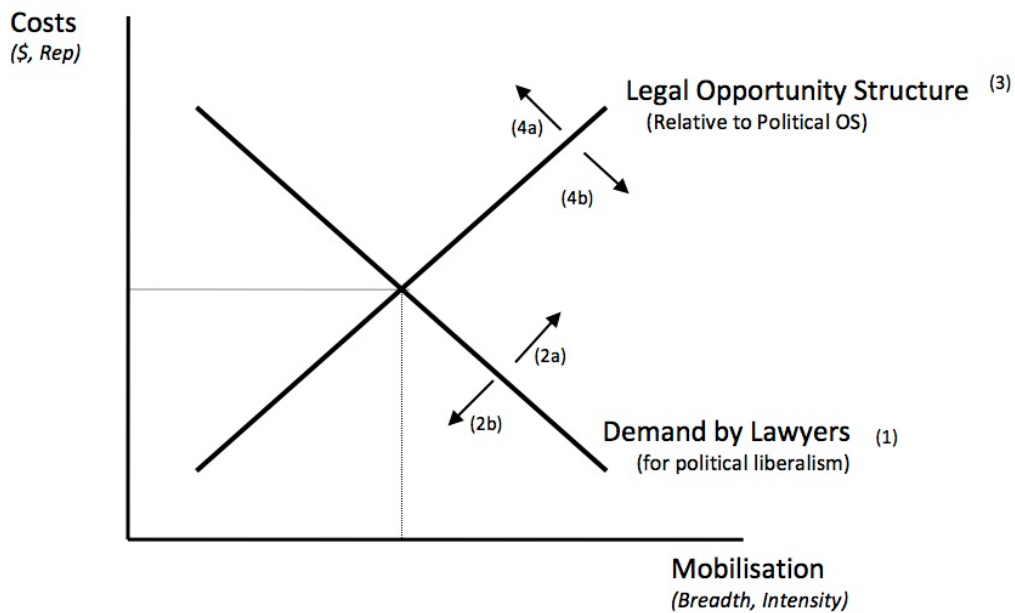 Costs
($, Rep)
Legal Opportunity Structure (3)
(Relative to Political OS)
(4a)
(4b)
(2a)
(2b)
Demand by Lawyers (1)
(for political liberalism)
Mobilisation
(Breadth, Intensity)